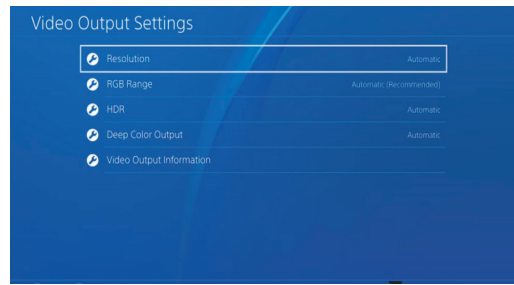 Video Output Settings
Resolution Automatic
RGB Range Automatic (Recommended)
HDR Automatic
Deep Color Output Automatic
Video Output Information